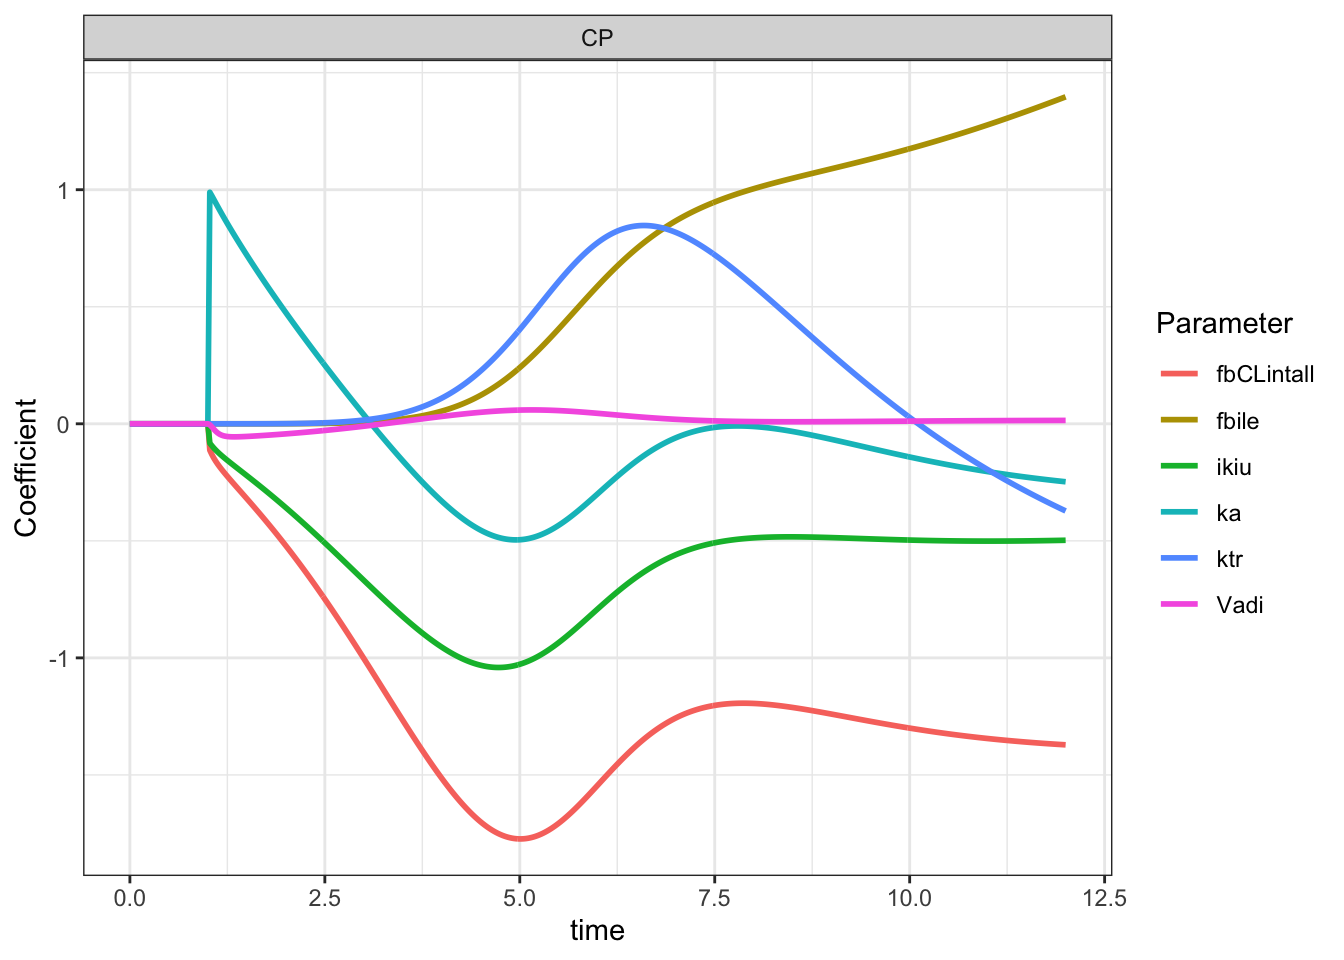 CP
Coefficient
1
0
-1
0.0
2.5
5.0
7.5
10.0
12.5
time
Parameter
fbCLintall
fbile
ikiu
ka
ktr
Vadi